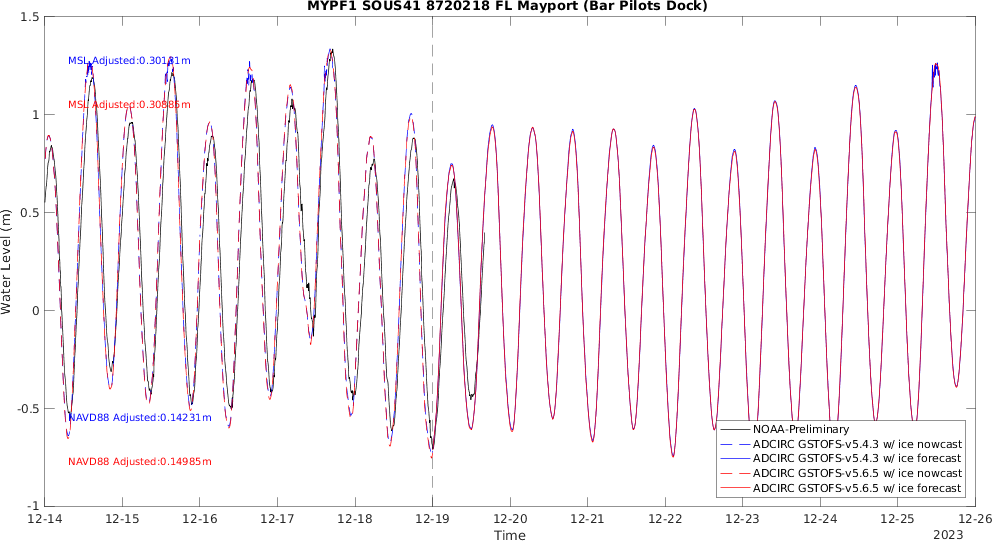 MYPF1 SOUS41 8720218 FL Mayport (Bar Pilots Dock)
1.5
1
0.5
0
-0.5
-1
Water Level (m)
MSL Adjusted:0.30131m
MSL Adjusted:0.30885m
NAVD88 Adjusted:0.14231m
NAVD88 Adjusted:0.14985m
NOAA-Preliminary
ADCIRC GSTOFS-v5.4.3 w/ ice nowcast
ADCIRC GSTOFS-v5.4.3 w/ ice forecast
ADCIRC GSTOFS-v5.6.5 w/ ice nowcast
ADCIRC GSTOFS-v5.6.5 w/ ice forecast
12-14 12-15 12-16 12-17 12-18 12-19 12-20 12-21 12-22 12-23 12-24 12-25 12-26
Time
2023